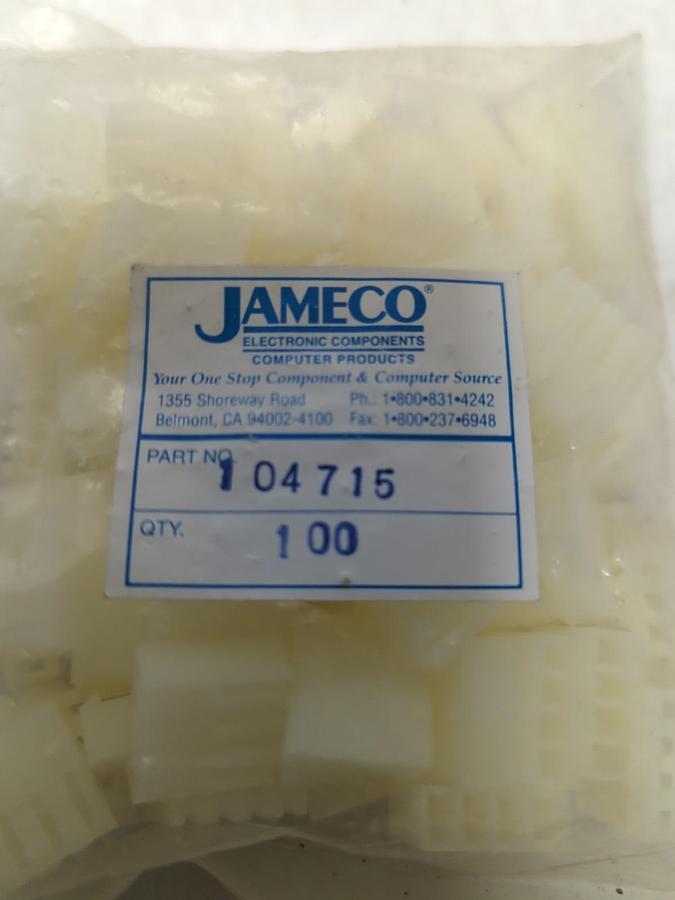 JAMECO®
ELECTRONIC COMPONENTS
COMPUTER PRODUCTS
Your One Stop Component & Computer Source
1355 Shoreway Road Ph.: 1•800•831•4242
Belmont, CA 94002-4100 Fax: 1•800•237•6948
PART NO. 104715
QTY. 100